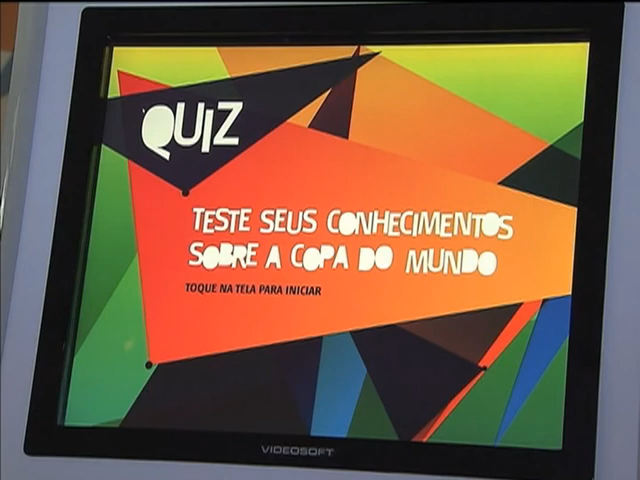 QUIZ
TESTE SEUS CONHECIMENTOS
SOBRE A COPA DO MUNDO
TOQUE NA TELA PARA INICIAR
VIDEOSOFT